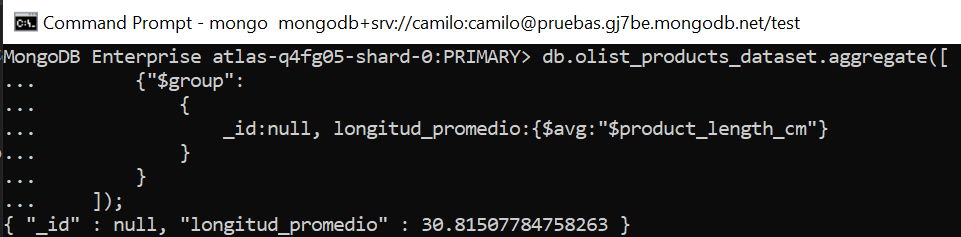 Command Prompt - mongo  mongodb+srv://camilo:camilo@pruebas.gj7be.mongodb.net/test
MongoDB Enterprise atlas-q4fg05-shard-0:PRIMARY> db.olist_products_dataset.aggregate([
...         {"$group":
...             {
...                 _id:null, longitud_promedio:{$avg:"$product_length_cm"}
...             }
...         }
...     ]);
{ "_id" : null, "longitud_promedio" : 30.81507784758263 }